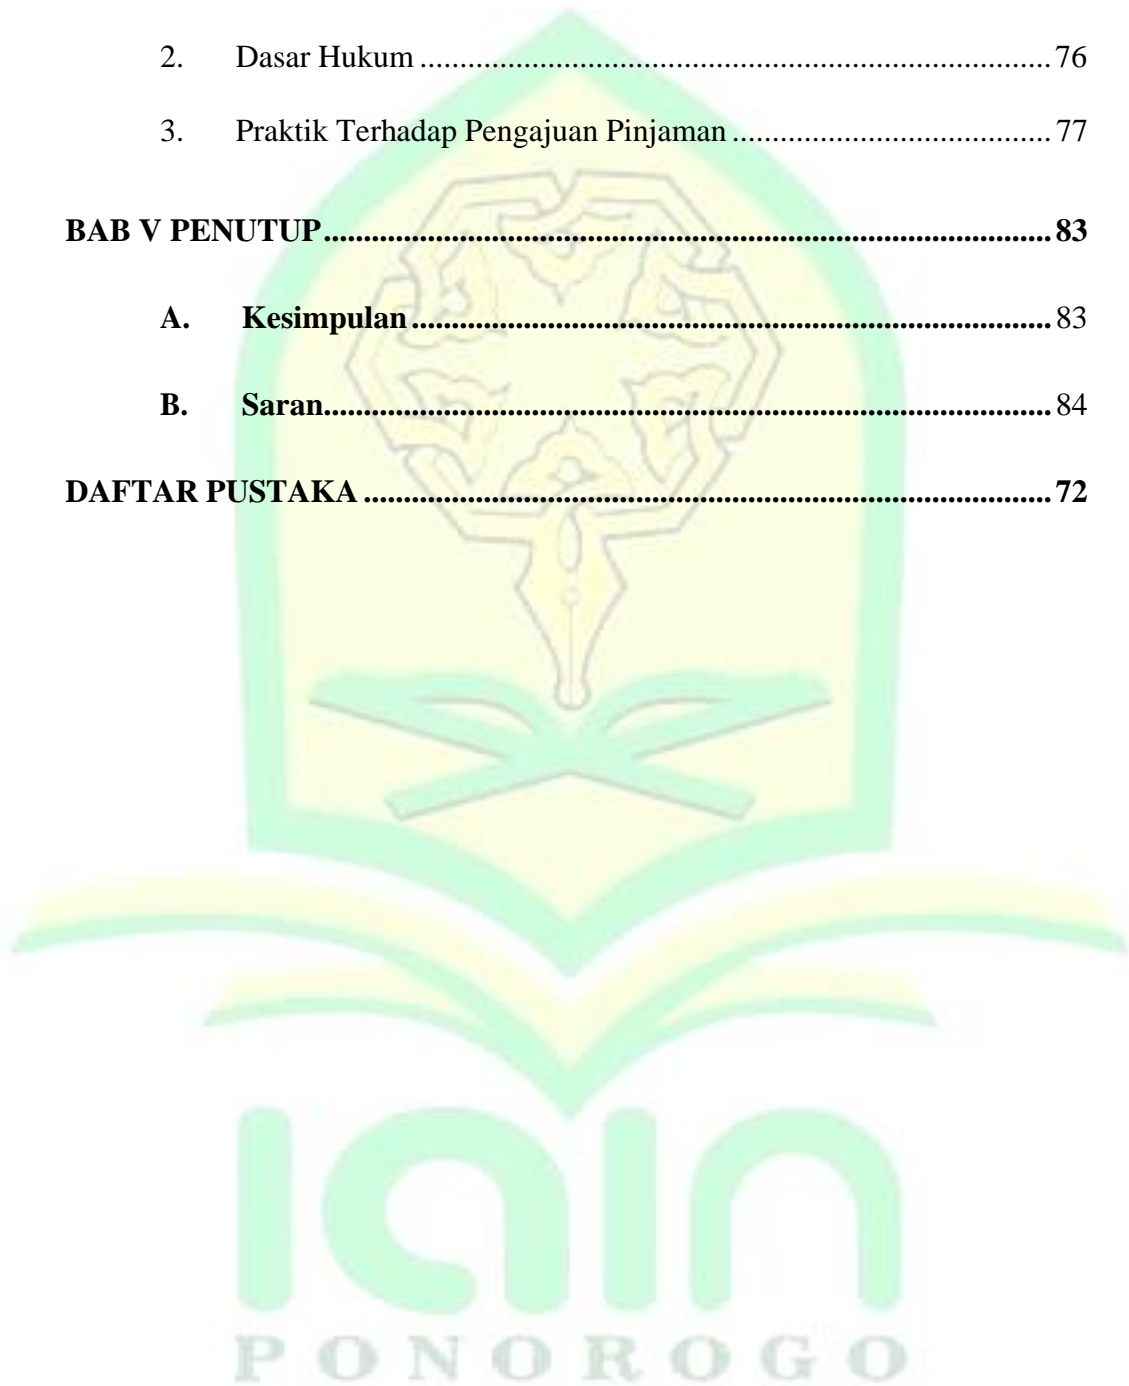 2. Dasar Hukum ............................................................................... 76
3. Praktik Terhadap Pengajuan Pinjaman ........................................ 77
BAB V PENUTUP........................................................................................... 83
A. Kesimpulan ................................................................................ 83
B. Saran........................................................................................... 84
DAFTAR PUSTAKA ...................................................................................... 72
iain
PONOROGO